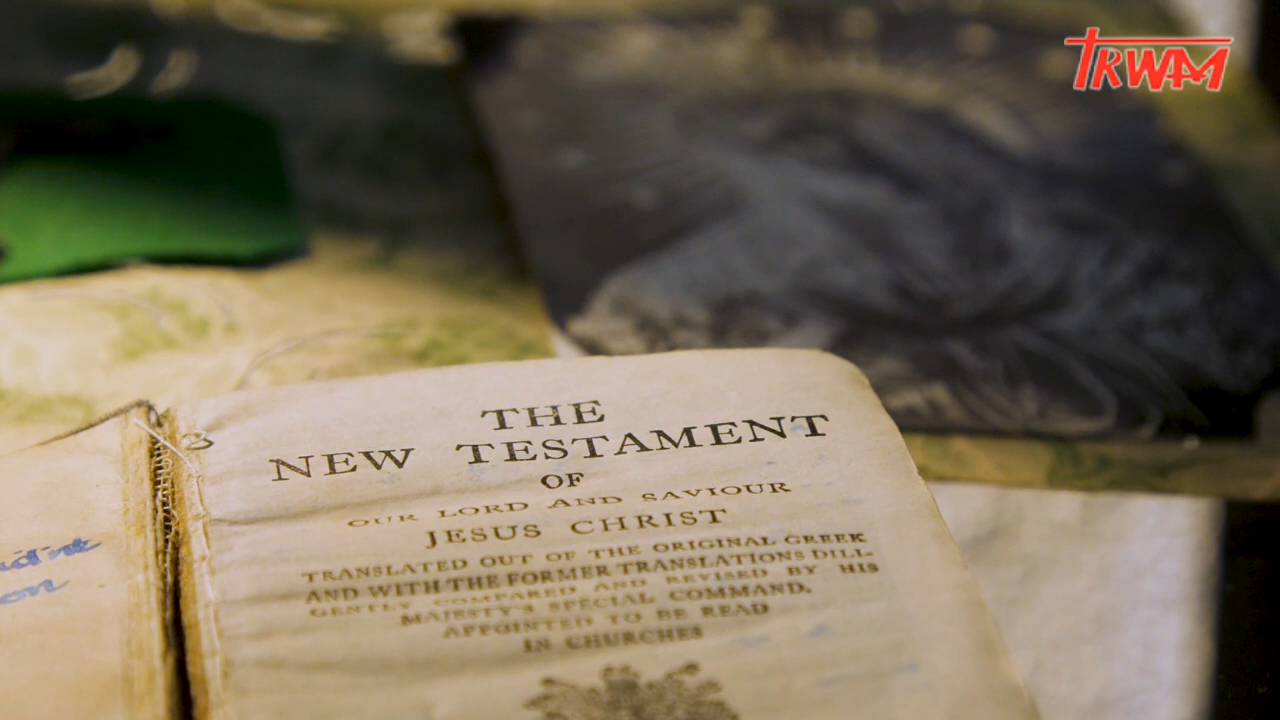 TRWAM
THE
NEW TESTAMENT
OF
OUR LORD AND SAVIOUR
JESUS CHRIST
TRANSLATED OUT OF THE ORIGINAL GREEK
AND WITH THE FORMER TRANSLATIONS DILI-
GENTLY COMPARED AND REVISED BY HIS
MAJESTY'S SPECIAL COMMAND.
APPOINTED TO BE READ
IN CHURCHES